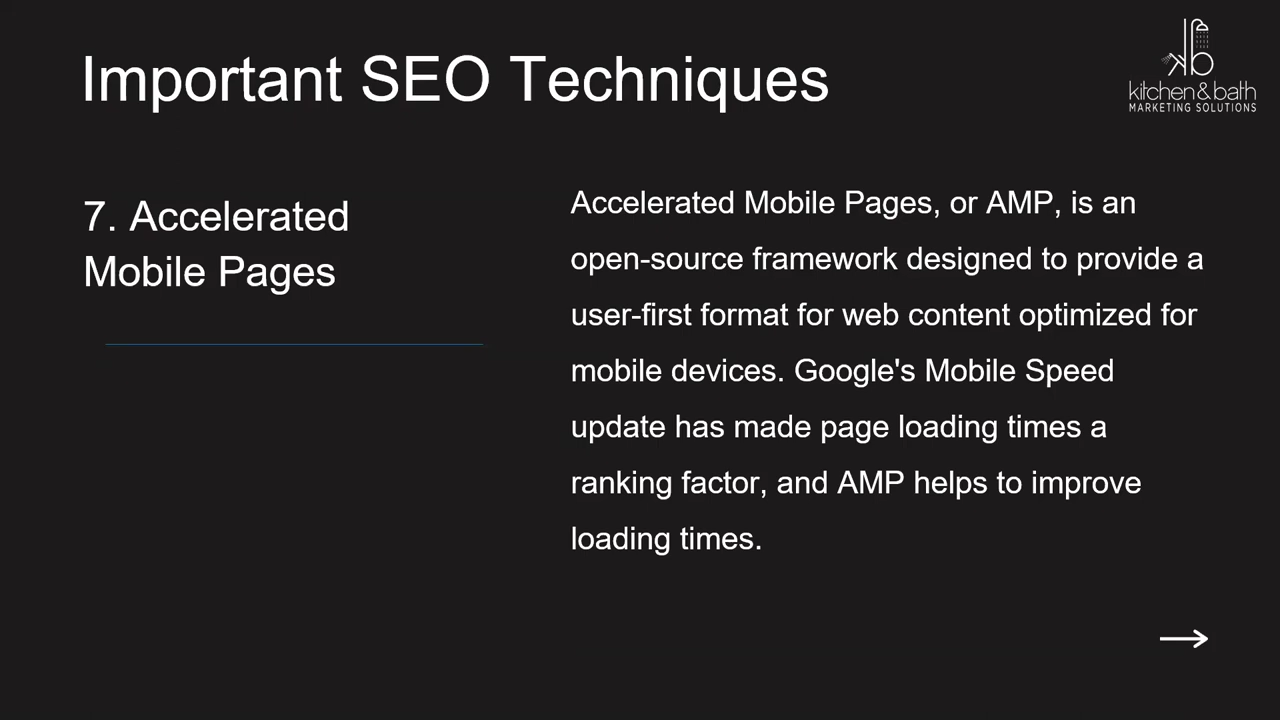 Important SEO Techniques
kitchen & bath
MARKETING SOLUTIONS
7. Accelerated
Mobile Pages
Accelerated Mobile Pages, or AMP, is an
open-source framework designed to provide a
user-first format for web content optimized for
mobile devices. Google's Mobile Speed
update has made page loading times a
ranking factor, and AMP helps to improve
loading times.